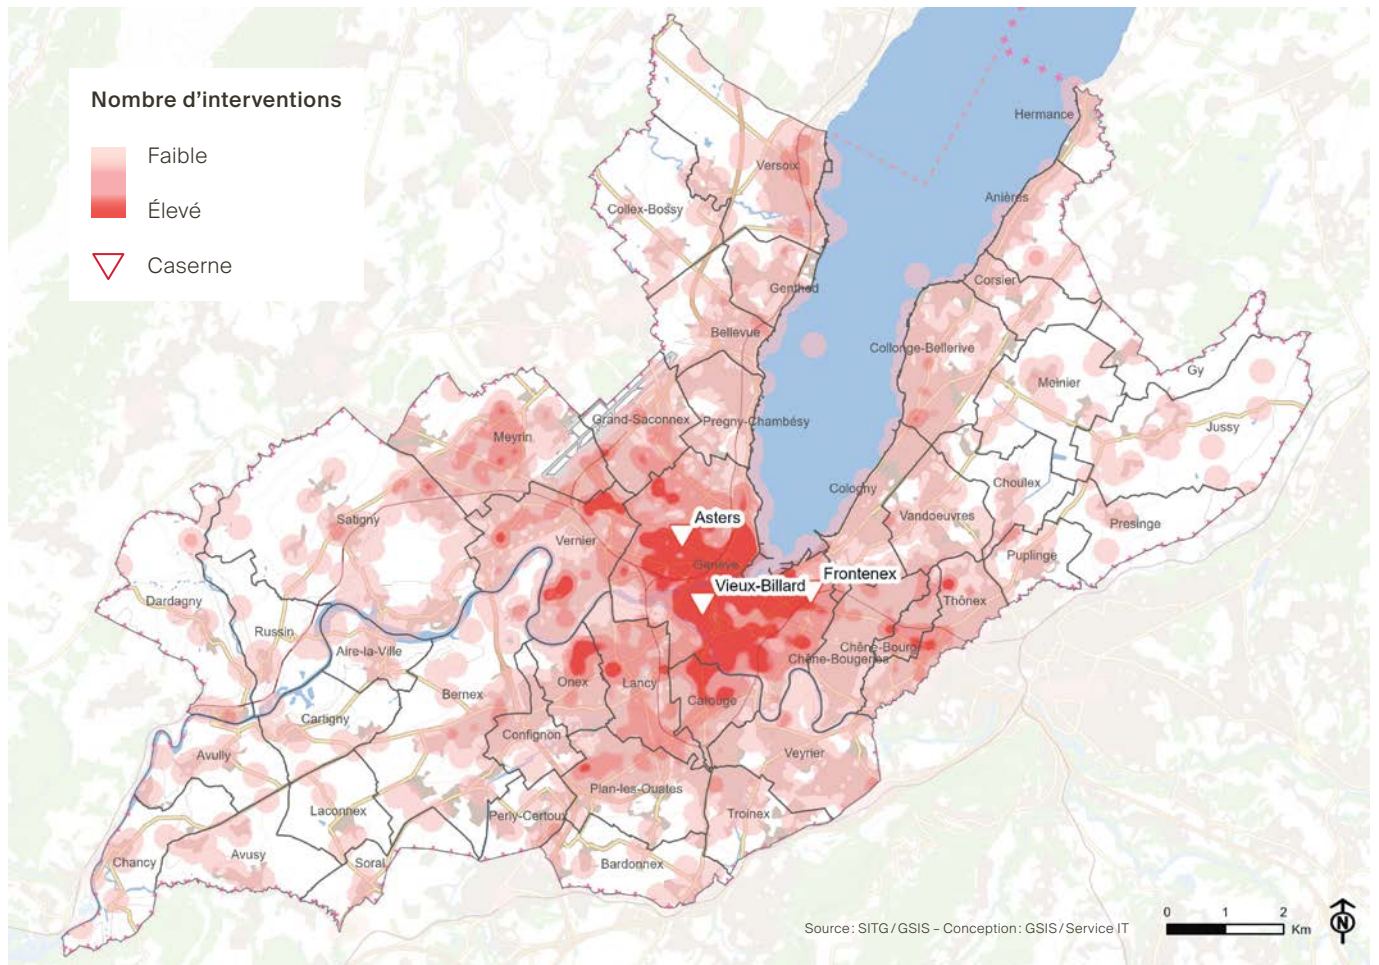 Nombre d'interventions
Faible
Élevé
Caserne
Hermance
Versoix
Anières
Collex-Bossy
Corsier
Genthod
Bellevue
Collonge-Bellerive
Gy
Meinier
Grand-Saconnex
Pregny-Chambésy
Jussy
Meyrin
Choulex
Cologny
Satigny
Asters
Vandoeuvres
Presinge
Vernier
Puplinge
Genève
Frontenex
Vieux-Billard
Dardagny
Thônex
Russin
Aire-la-Ville
Chêne-Bourg
Chêne-Bougeries
Onex
Lancy
Bernex
Carouge
Cartigny
Confignon
Avully
Veyrier
Plan-les-Ouates
Laconnex
Perly-Certoux
Troinex
Avusy
Chancy
Soral
Bardonnex
0 1 2
Km
N
Source: SITG/GSIS – Conception: GSIS/Service IT